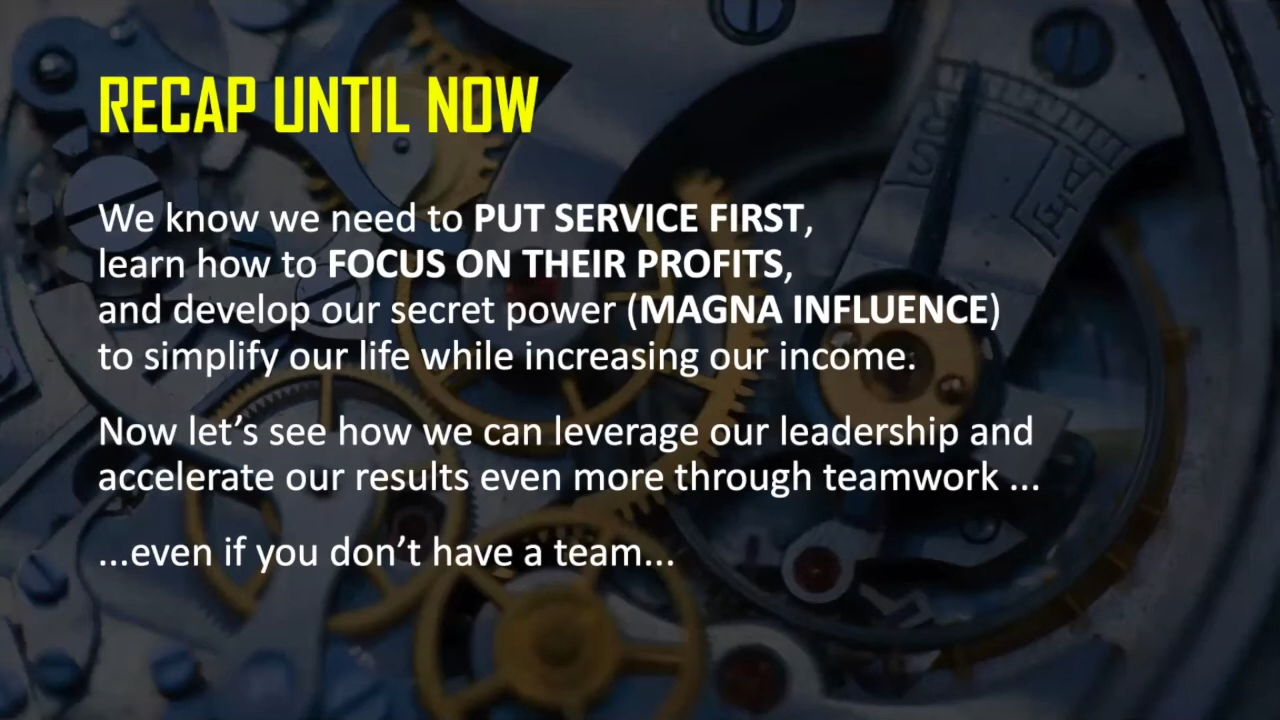 RECAP UNTIL NOW
We know we need to PUT SERVICE FIRST,
learn how to FOCUS ON THEIR PROFITS,
and develop our secret power (MAGNA INFLUENCE)
to simplify our life while increasing our income.
Now let’s see how we can leverage our leadership and
accelerate our results even more through teamwork ...
...even if you don’t have a team...